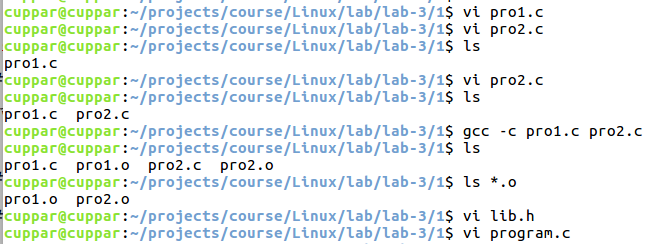 cuppar@cuppar:~/projects/course/Linux/lab/lab-3/1$ vi pro1.c
cuppar@cuppar:~/projects/course/Linux/lab/lab-3/1$ vi pro2.c
cuppar@cuppar:~/projects/course/Linux/lab/lab-3/1$ ls
pro1.c
cuppar@cuppar:~/projects/course/Linux/lab/lab-3/1$ vi pro2.c
cuppar@cuppar:~/projects/course/Linux/lab/lab-3/1$ ls
pro1.c  pro2.c
cuppar@cuppar:~/projects/course/Linux/lab/lab-3/1$ gcc -c pro1.c pro2.c
cuppar@cuppar:~/projects/course/Linux/lab/lab-3/1$ ls
pro1.c  pro1.o  pro2.c  pro2.o
cuppar@cuppar:~/projects/course/Linux/lab/lab-3/1$ ls *.o
pro1.o  pro2.o
cuppar@cuppar:~/projects/course/Linux/lab/lab-3/1$ vi lib.h
cuppar@cuppar:~/projects/course/Linux/lab/lab-3/1$ vi program.c